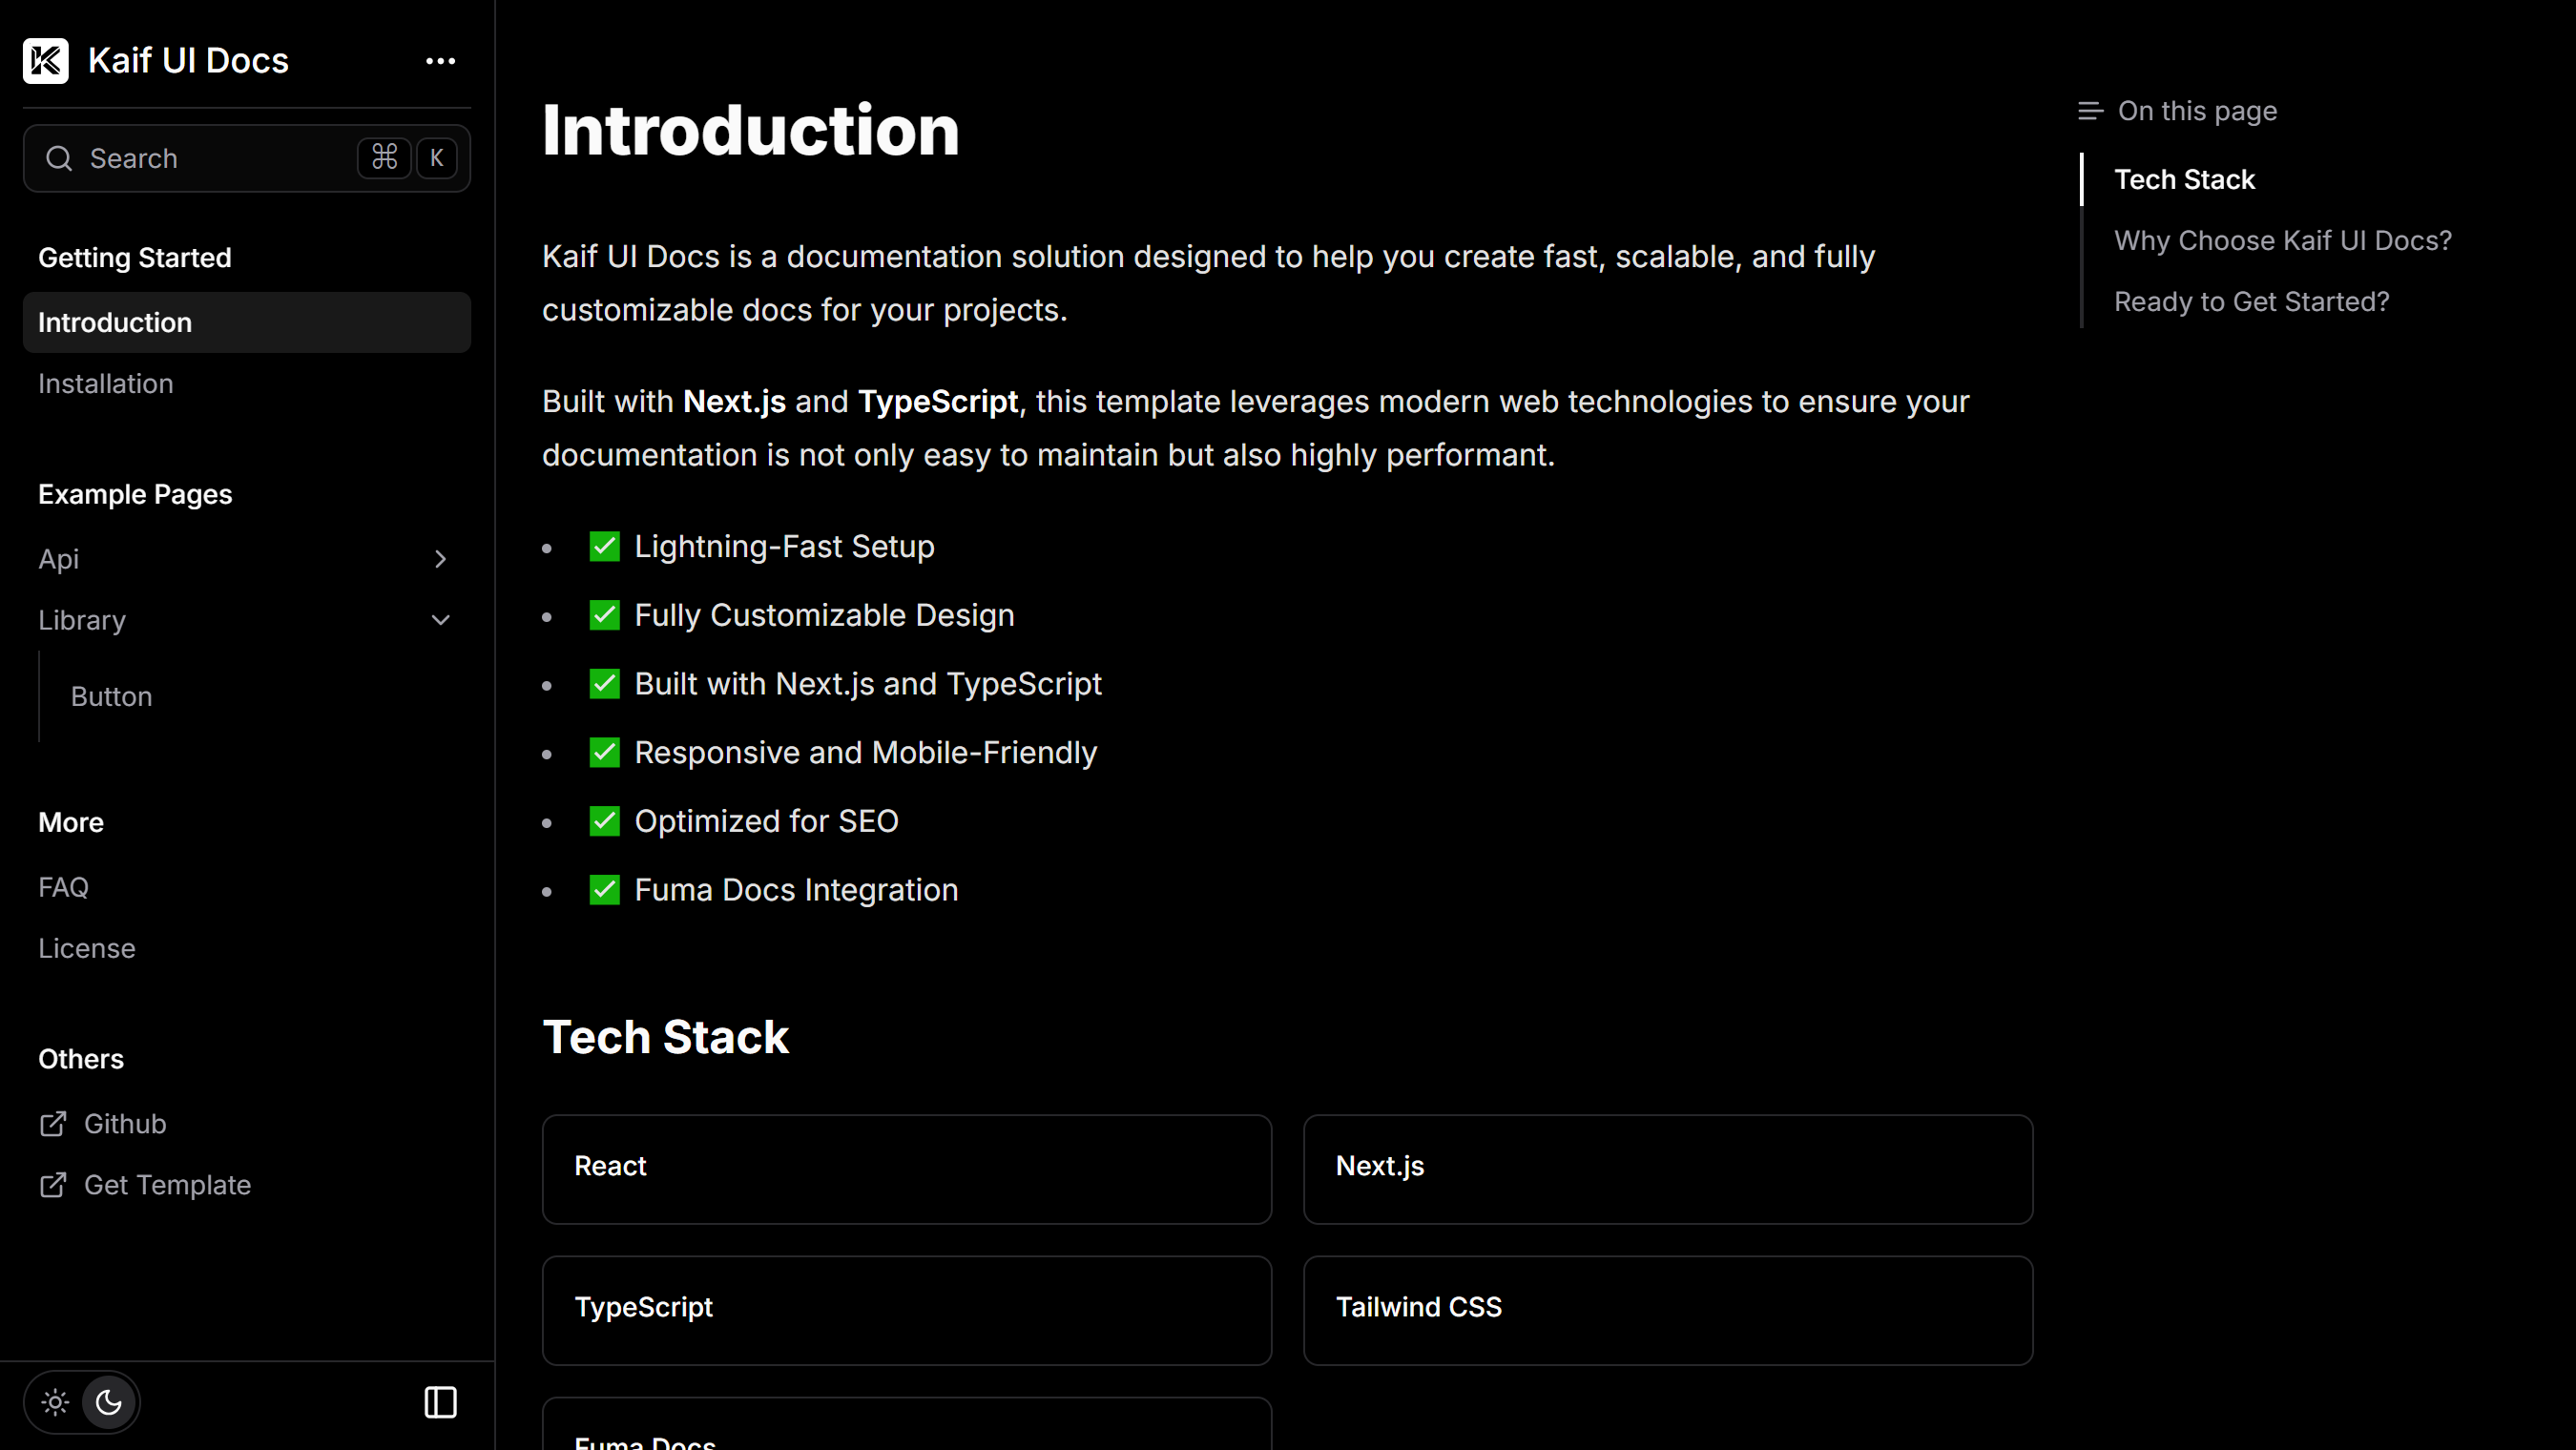 Kaif UI Docs
Search
⌘ K
Getting Started
Introduction
Installation
Example Pages
Api
Library
Button
More
FAQ
License
Others
Github
Get Template
Introduction
Kaif UI Docs is a documentation solution designed to help you create fast, scalable, and fully
customizable docs for your projects.
Built with Next.js and TypeScript, this template leverages modern web technologies to ensure your
documentation is not only easy to maintain but also highly performant.
• ✅ Lightning-Fast Setup
• ✅ Fully Customizable Design
• ✅ Built with Next.js and TypeScript
• ✅ Responsive and Mobile-Friendly
• ✅ Optimized for SEO
• ✅ Fuma Docs Integration
Tech Stack
React
Next.js
TypeScript
Tailwind CSS
Fuma Docs
On this page
Tech Stack
Why Choose Kaif UI Docs?
Ready to Get Started?